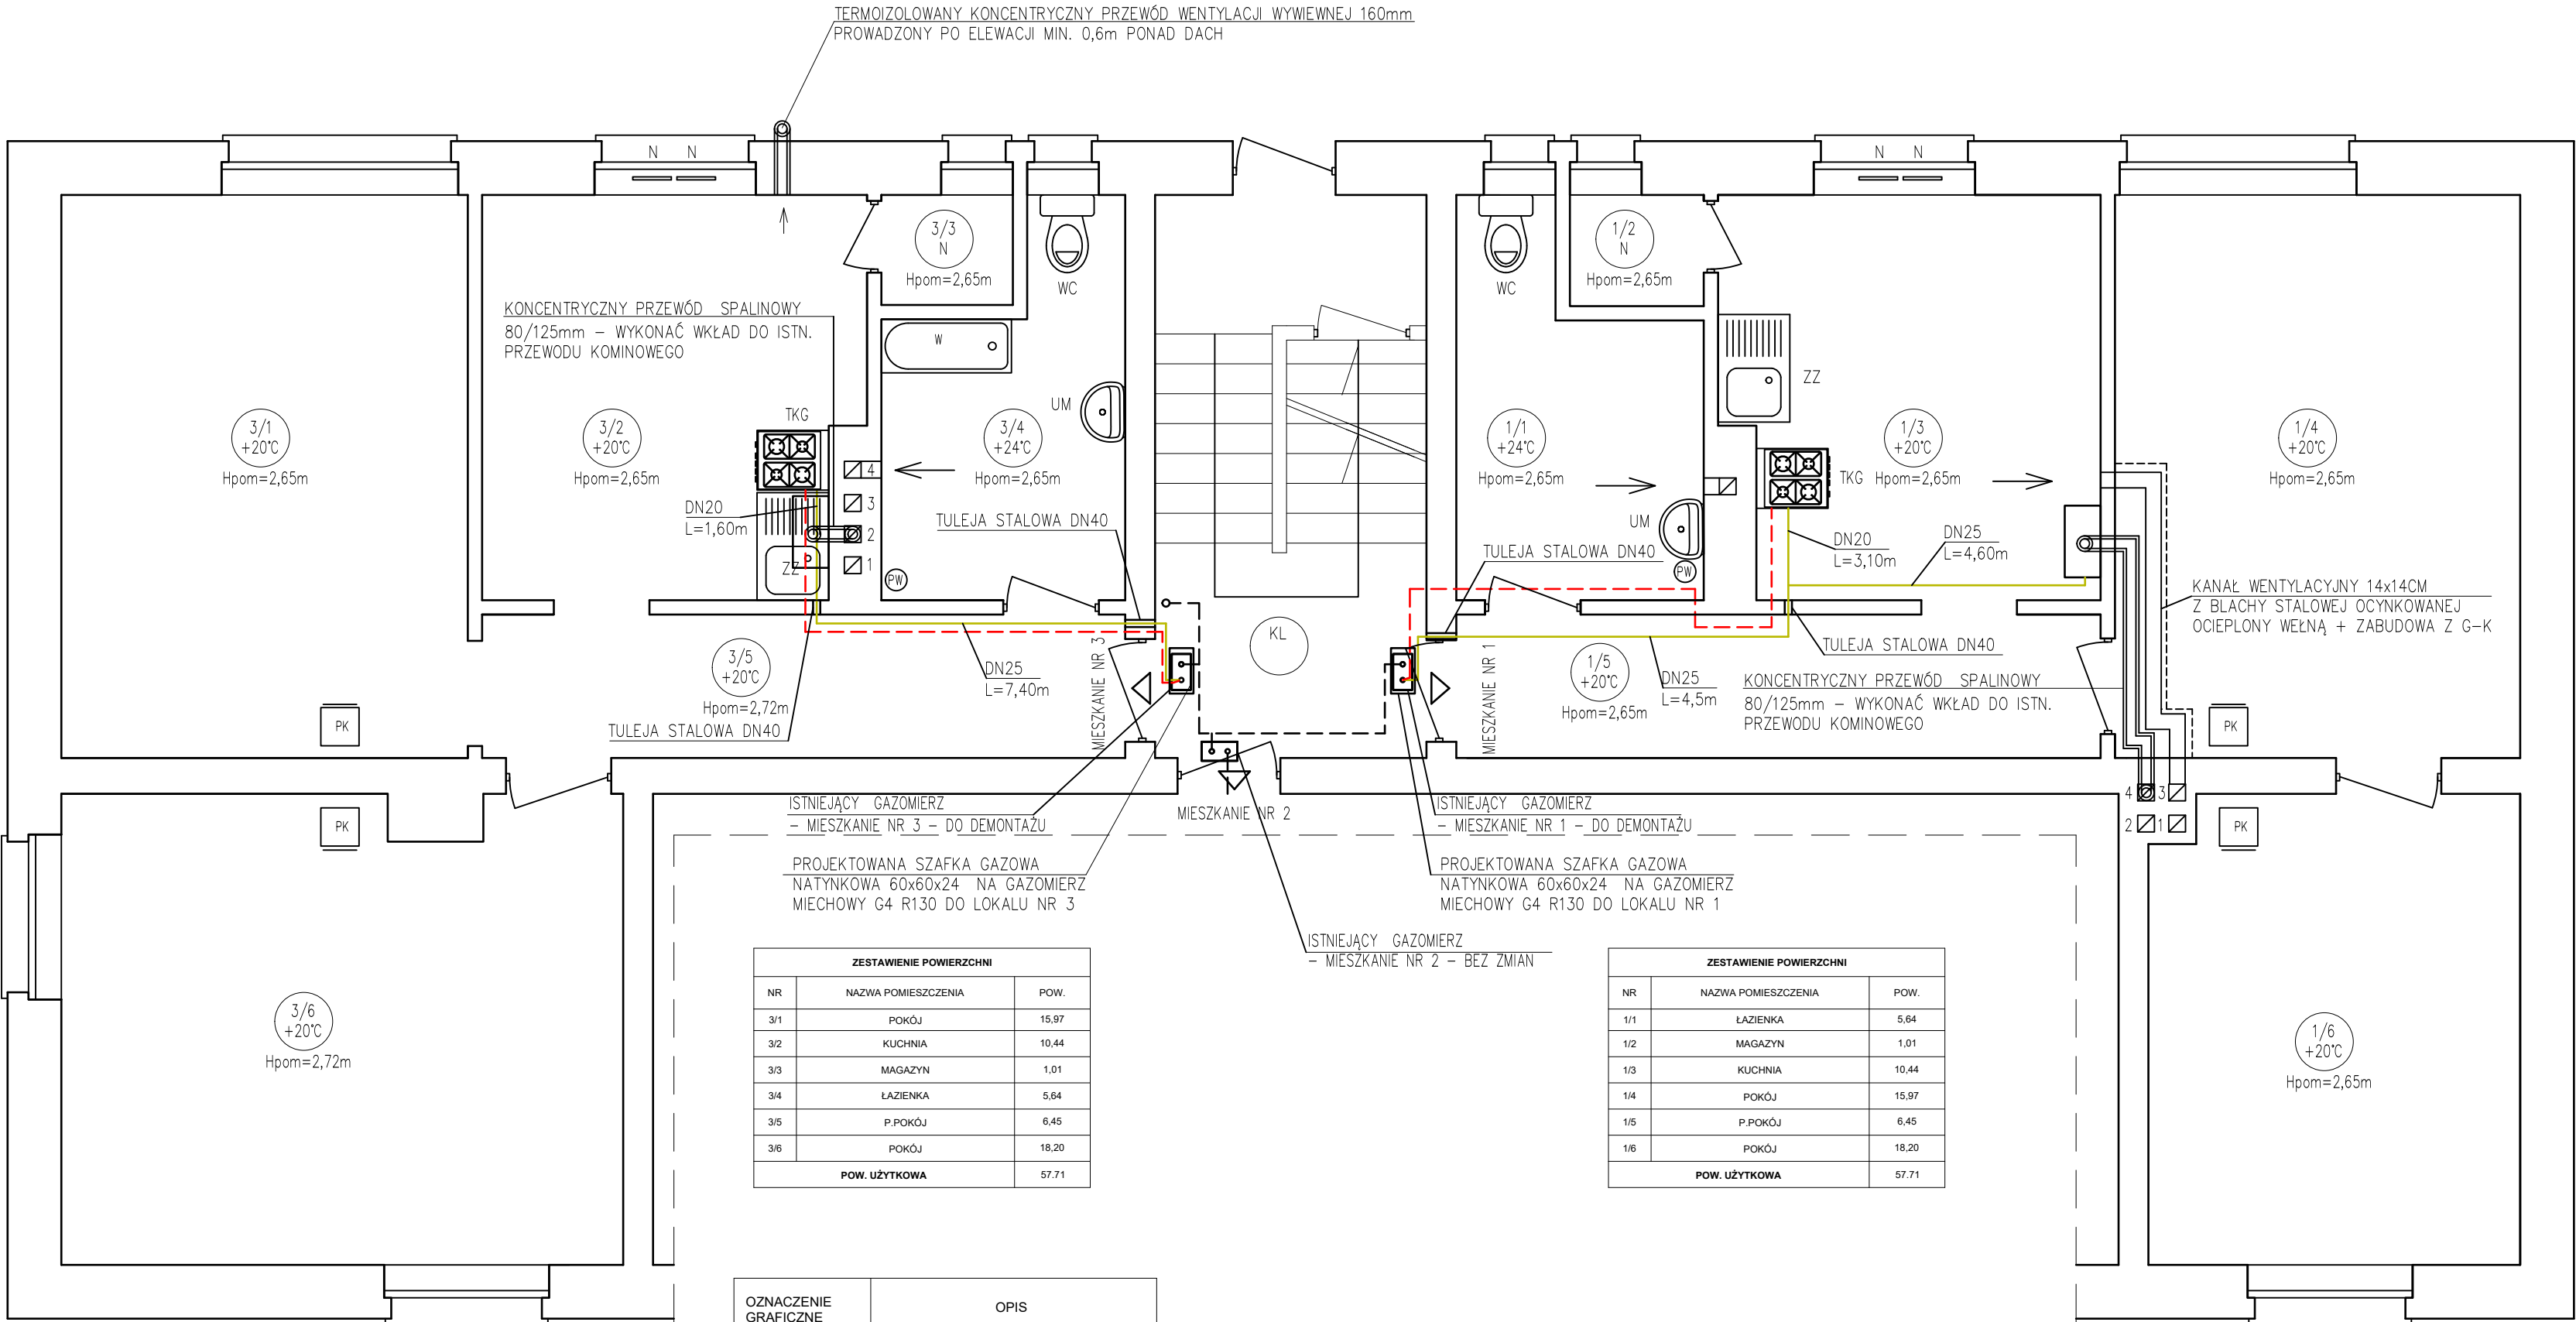 TERMOIZOLOWANY KONCENTRYCZNY PRZEWÓD WENTYLACJI WYWIEWNEJ 160mm
PROWADZONY PO ELEWACJI MIN. 0,6m PONAD DACH
N N
N N
3/3
N
Hpom=2,65m
WC
WC
1/2
N
Hpom=2,65m
KONCENTRYCZNY PRZEWÓD SPALINOWY
80/125mm – WYKONAĆ WKŁAD DO ISTN.
PRZEWODU KOMINOWEGO
W
ZZ
UM
TKG
3/1
+20°C
Hpom=2,65m
3/2
+20°C
Hpom=2,65m
3/4
+24°C
Hpom=2,65m
1/1
+24°C
Hpom=2,65m
1/3
+20°C
Hpom=2,65m
TKG
1/4
+20°C
Hpom=2,65m
4
3
2
1
DN20
L=1,60m
ZZ
PW
TULEJA STALOWA DN40
UM
PW
TULEJA STALOWA DN40
DN20
L=3,10m
DN25
L=4,60m
KANAŁ WENTYLACYJNY 14x14CM
Z BLACHY STALOWEJ OCYNKOWANEJ
OCIEPLONY WEŁNĄ + ZABUDOWA Z G–K
KL
3/5
+20°C
Hpom=2,72m
DN25
L=7,40m
TULEJA STALOWA DN40
MIESZKANIE NR 3
MIESZKANIE NR 1
1/5
+20°C
Hpom=2,65m
DN25
L=4,5m
TULEJA STALOWA DN40
KONCENTRYCZNY PRZEWÓD SPALINOWY
80/125mm – WYKONAĆ WKŁAD DO ISTN.
PRZEWODU KOMINOWEGO
PK
PK
PK
PK
4 3
2 1
ISTNIEJĄCY GAZOMIERZ
– MIESZKANIE NR 3 – DO DEMONTAŻU
MIESZKANIE NR 2
ISTNIEJĄCY GAZOMIERZ
– MIESZKANIE NR 1 – DO DEMONTAŻU
PROJEKTOWANA SZAFKA GAZOWA
NATYNKOWA 60x60x24 NA GAZOMIERZ
MIECHOWY G4 R130 DO LOKALU NR 3
PROJEKTOWANA SZAFKA GAZOWA
NATYNKOWA 60x60x24 NA GAZOMIERZ
MIECHOWY G4 R130 DO LOKALU NR 1
ISTNIEJĄCY GAZOMIERZ
– MIESZKANIE NR 2 – BEZ ZMIAN
3/6
+20°C
Hpom=2,72m
1/6
+20°C
Hpom=2,65m
ZESTAWIENIE POWIERZCHNI
NR NAZWA POMIESZCZENIA POW.
3/1 POKÓJ 15,97
3/2 KUCHNIA 10,44
3/3 MAGAZYN 1,01
3/4 ŁAZIENKA 5,64
3/5 P.POKÓJ 6,45
3/6 POKÓJ 18,20
POW. UŻYTKOWA 57.71
ZESTAWIENIE POWIERZCHNI
NR NAZWA POMIESZCZENIA POW.
1/1 ŁAZIENKA 5,64
1/2 MAGAZYN 1,01
1/3 KUCHNIA 10,44
1/4 POKÓJ 15,97
1/5 P.POKÓJ 6,45
1/6 POKÓJ 18,20
POW. UŻYTKOWA 57.71
OZNACZENIE
GRAFICZNE
OPIS